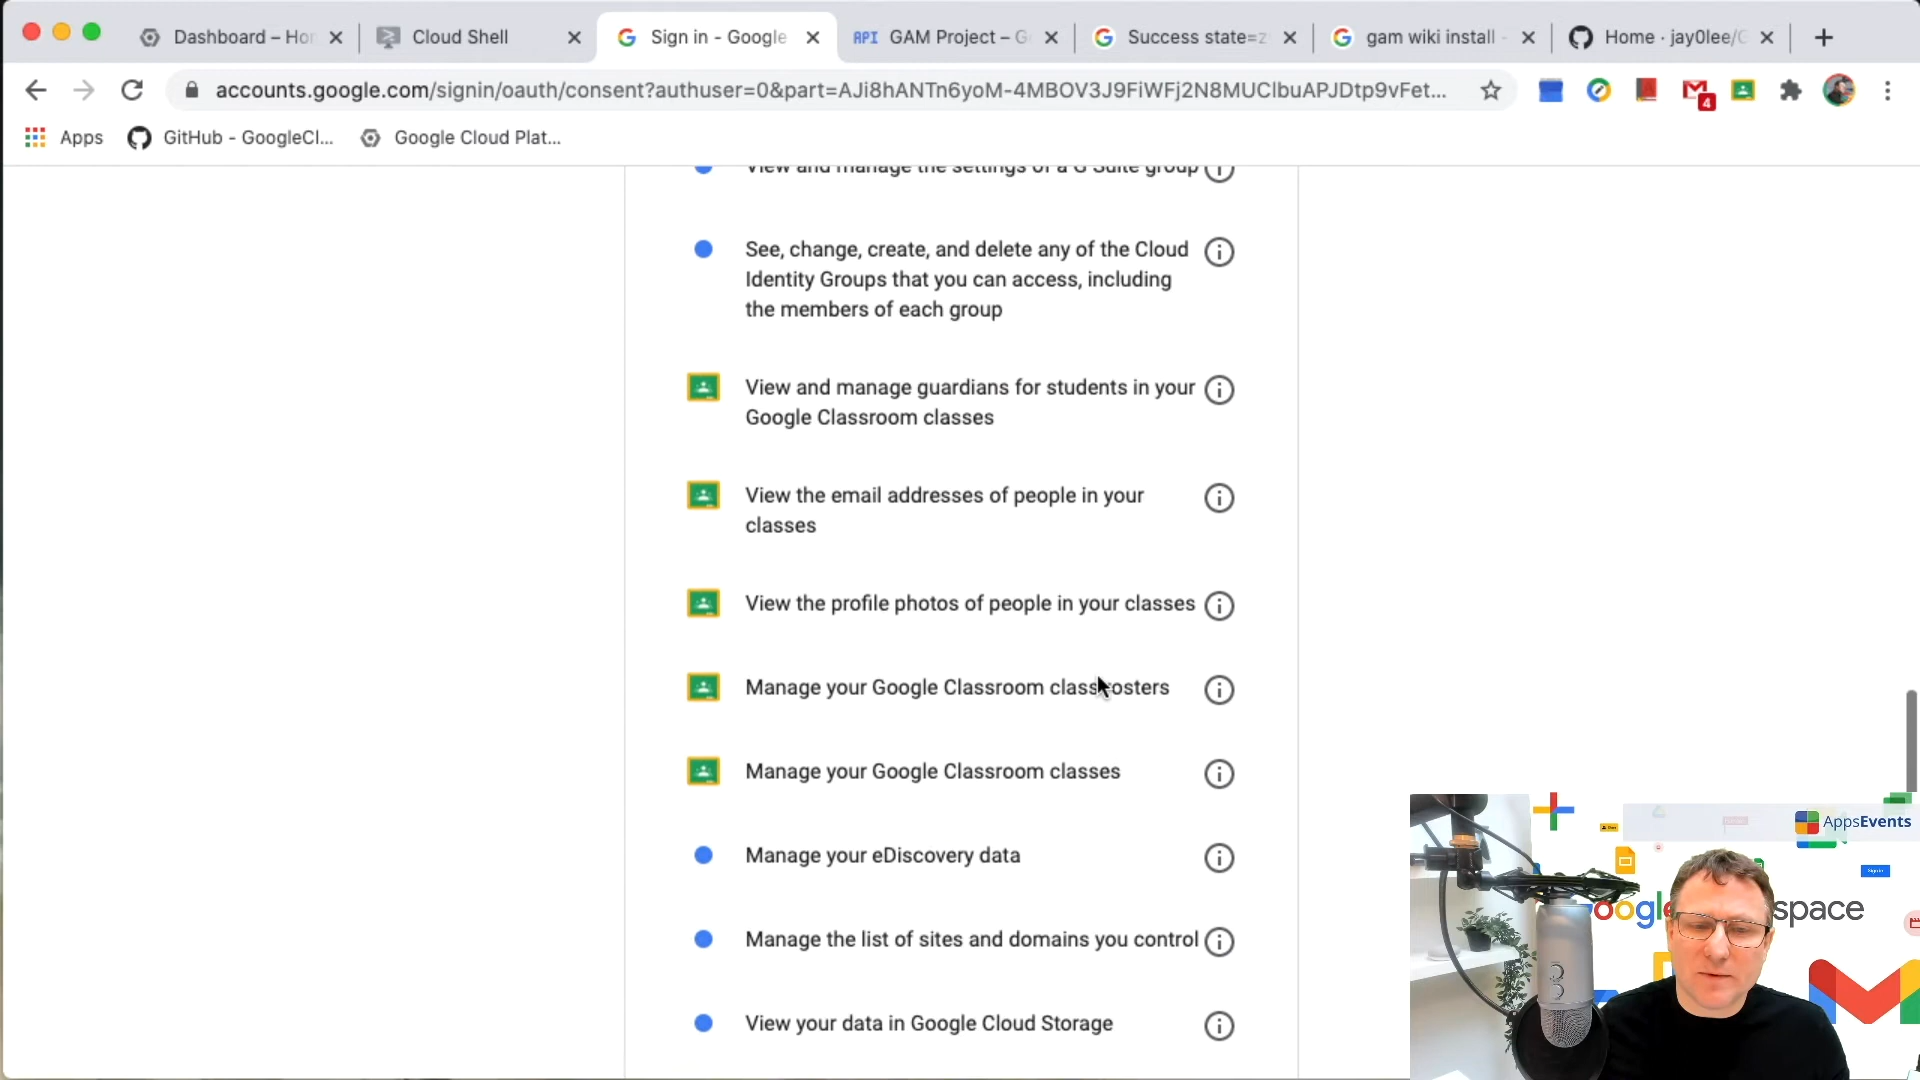 Dashboard – Hor
Cloud Shell
Sign in - Google
API GAM Project – G
Success state=z
gam wiki install -
Home · jay0lee/G
accounts.google.com/signin/oauth/consent?authuser=0&part=AJi8hANTn6yoM-4MBOV3J9FiWFj2N8MUClbuAPJDtp9vFet...
4
Apps
GitHub - GoogleCl...
Google Cloud Plat...
View and manage the settings of a G Suite group
See, change, create, and delete any of the Cloud
Identity Groups that you can access, including
the members of each group
View and manage guardians for students in your
Google Classroom classes
View the email addresses of people in your
classes
View the profile photos of people in your classes
Manage your Google Classroom class rosters
Manage your Google Classroom classes
Manage your eDiscovery data
Manage the list of sites and domains you control
View your data in Google Cloud Storage
AppsEvents
oogle
space